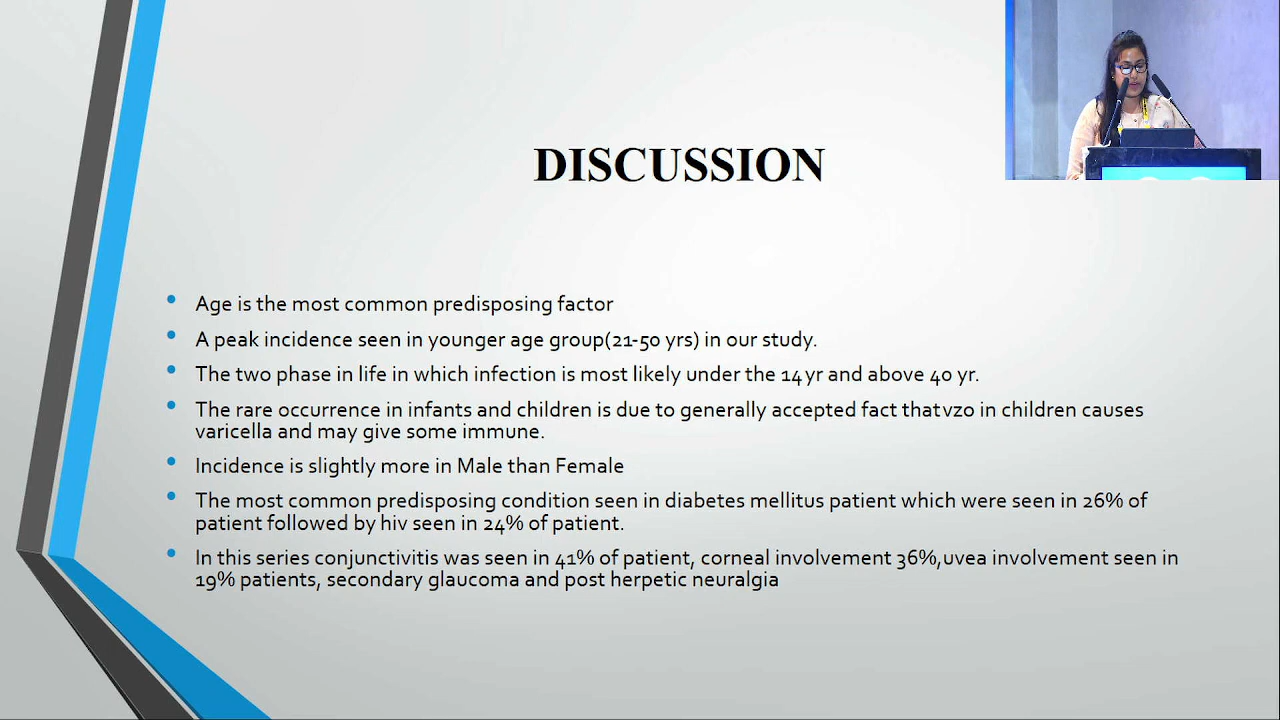 DISCUSSION
Age is the most common predisposing factor
A peak incidence seen in younger age group(21-50 yrs) in our study.
The two phase in life in which infection is most likely under the 14 yr and above 40 yr.
The rare occurrence in infants and children is due to generally accepted fact that vzo in children causes
varicella and may give some immune.
Incidence is slightly more in Male than Female
The most common predisposing condition seen in diabetes mellitus patient which were seen in 26% of
patient followed by hiv seen in 24% of patient.
In this series conjunctivitis was seen in 41% of patient, corneal involvement 36%,uvea involvement seen in
19% patients, secondary glaucoma and post herpetic neuralgia